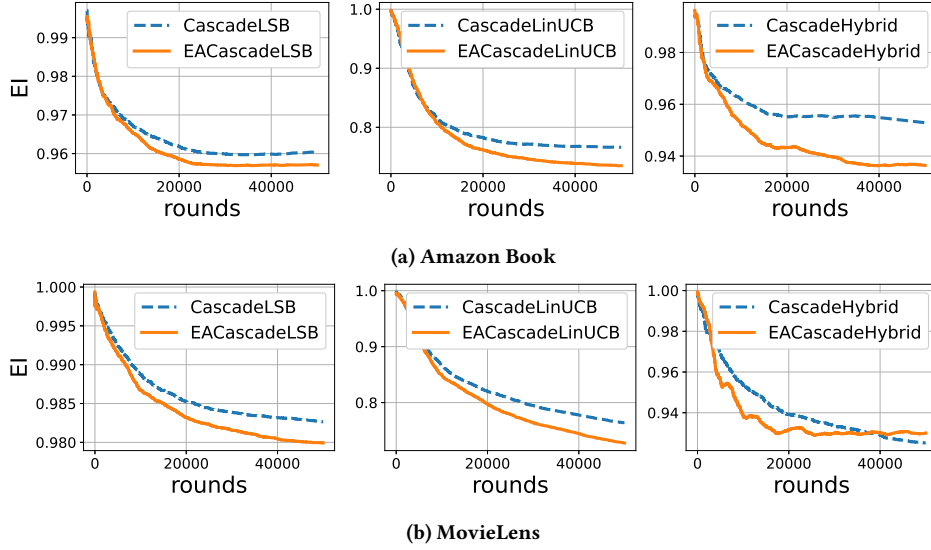 CascadeLSB
EACascadeLSB
0.99
0.98
0.97
0.96
EI
0 20000 40000
rounds
CascadeLinUCB
EACascadeLinUCB
1.0
0.8
0 20000 40000
rounds
CascadeHybrid
EACascadeHybrid
0.98
0.96
0.94
0 20000 40000
rounds
(a) Amazon Book
CascadeLSB
EACascadeLSB
1.000
0.995
0.990
0.985
0.980
EI
0 20000 40000
rounds
CascadeLinUCB
EACascadeLinUCB
1.0
0.9
0.8
0 20000 40000
rounds
CascadeHybrid
EACascadeHybrid
1.00
0.98
0.96
0.94
0 20000 40000
rounds
(b) MovieLens